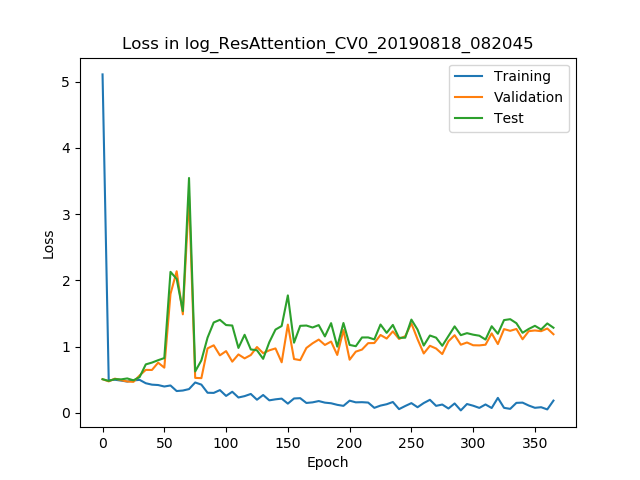 Loss in log_ResAttention_CV0_20190818_082045
Training
Validation
Test
Loss
5
4
3
2
1
0
0 50 100 150 200 250 300 350
Epoch